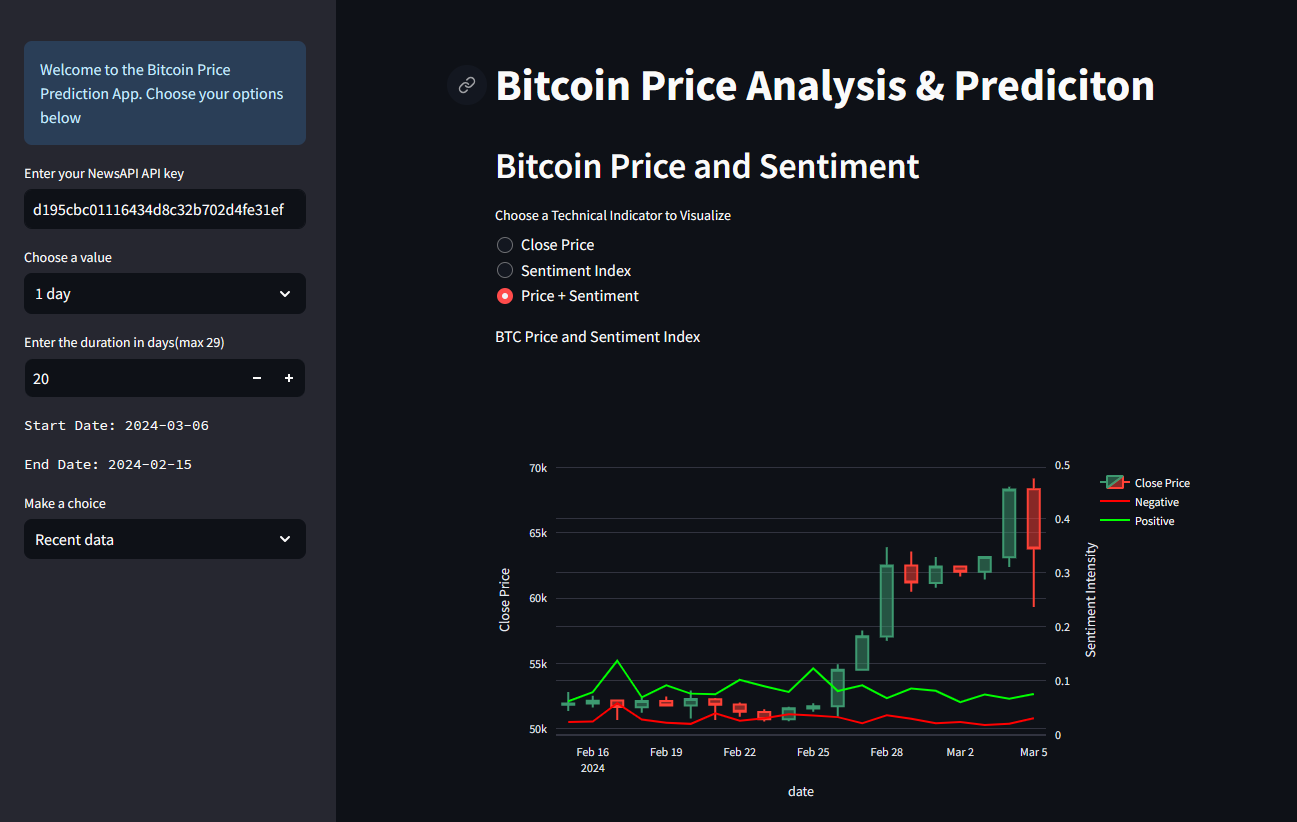 Welcome to the Bitcoin Price
Prediction App. Choose your options
below
Enter your NewsAPI API key
d195cbc01116434d8c32b702d4fe31ef
Choose a value
1 day
Enter the duration in days(max 29)
20
Start Date: 2024-03-06
End Date: 2024-02-15
Make a choice
Recent data
Bitcoin Price Analysis & Prediciton
Bitcoin Price and Sentiment
Choose a Technical Indicator to Visualize
Close Price
Sentiment Index
Price + Sentiment
BTC Price and Sentiment Index
70k
65k
60k
55k
50k
Close Price
0.5
0.4
0.3
0.2
0.1
0
Sentiment Intensity
Close Price
Negative
Positive
Feb 16 Feb 19 Feb 22 Feb 25 Feb 28 Mar 2 Mar 5
2024
date